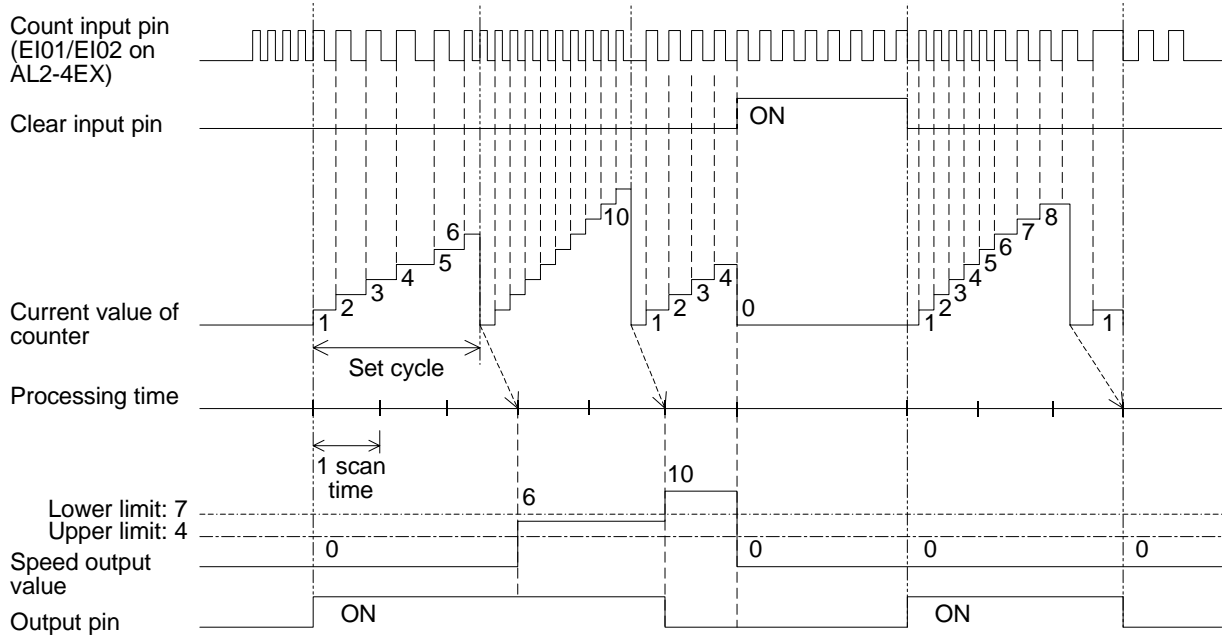 Count input pin
(EI01/EI02 on
AL2-4EX)
Clear input pin
ON
6
10
8
7
6
5
5
4
4
4
3
3
3
2
2
2
1
1
1
1
0
Current value of
counter
Set cycle
Processing time
1 scan
time
10
6
Lower limit: 7
Upper limit: 4
0
0
0
0
Speed output
value
Output pin
ON
ON